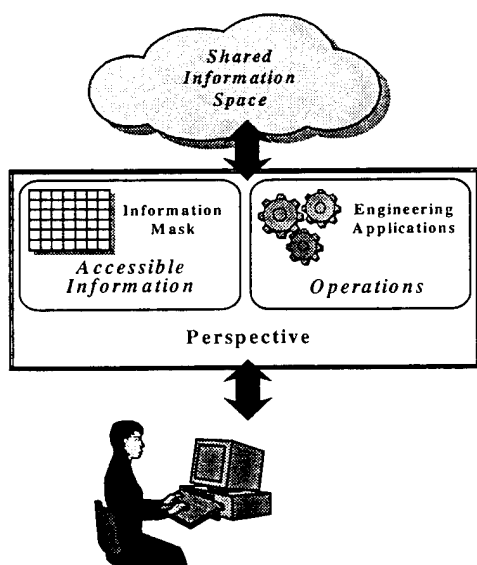 Shared
Information
Space
Information
Mask
Accessible
Information
Engineering
Applications
Operations
Perspective